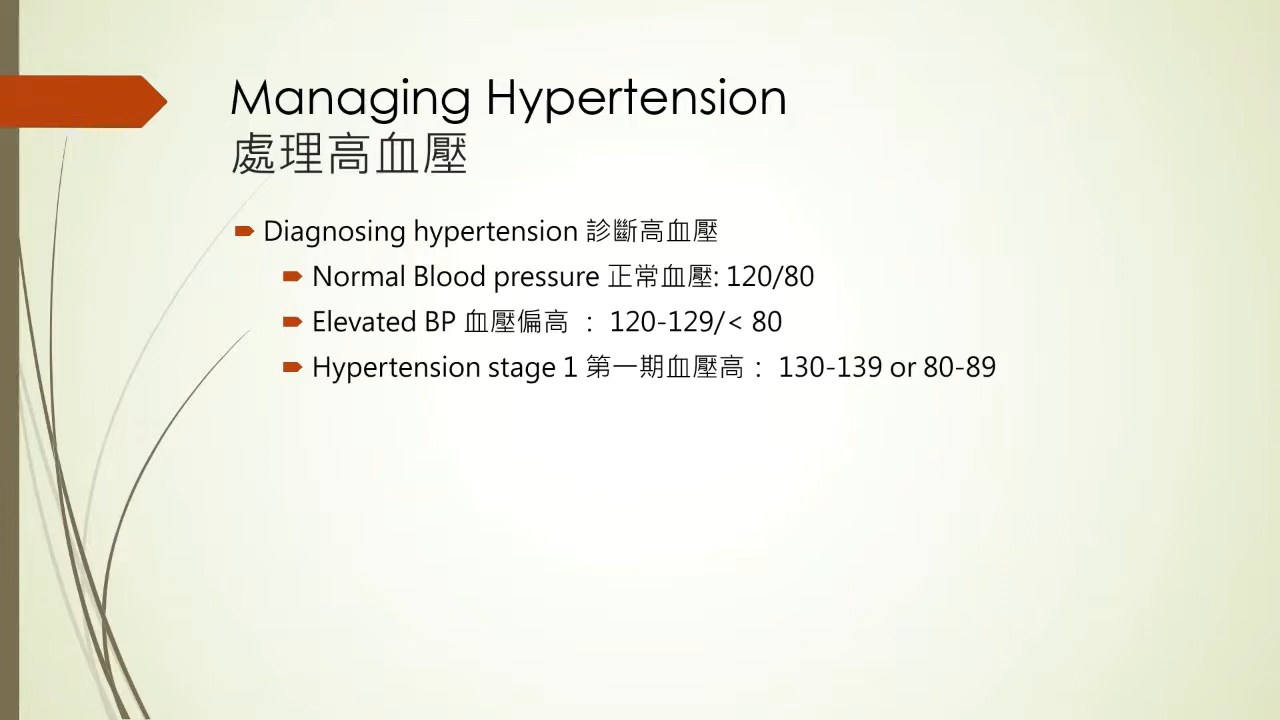 Managing Hypertension
處理高血壓
Diagnosing hypertension 診斷高血壓
Normal Blood pressure 正常血壓: 120/80
Elevated BP 血壓偏高 ： 120-129/< 80
Hypertension stage 1 第一期血壓高： 130-139 or 80-89